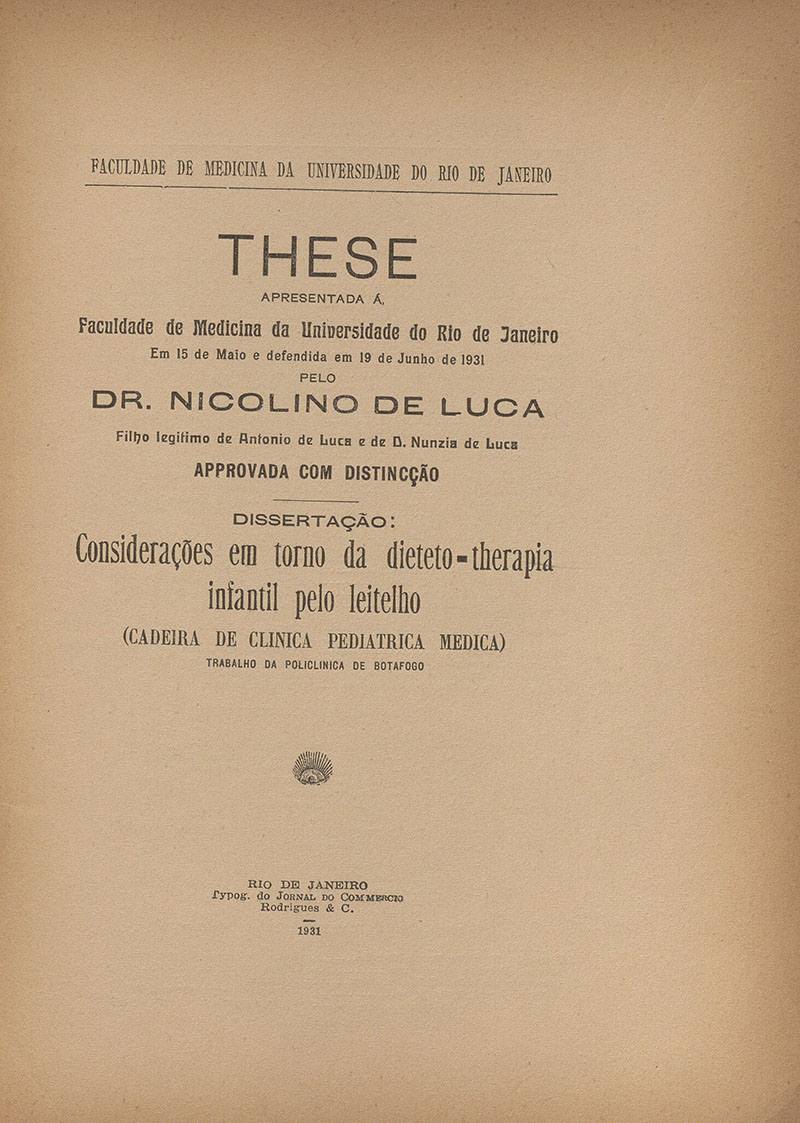 FACULDADE DE MEDICINA DA UNIVERSIDADE DO RIO DE JANEIRO
THESE
APRESENTADA Á.
Faculdade de Medicina da Universidade do Rio de Janeiro
Em 15 de Maio e defendida em 19 de Junho de 1931
PELO
DR. NICOLINO DE LUCA
Filho legitimo de Antonio de Luca e de D. Nunzia de Luca
APPROVADA COM DISTINCÇÃO
DISSERTAÇÃO:
Considerações em torno da dieteto-therapia
infantil pelo leitelho
(CADEIRA DE CLINICA PEDIATRICA MEDICA)
TRABALHO DA POLICLINICA DE BOTAFOGO
RIO DE JANEIRO
Typog. do JORNAL DO COMMERCIO
Rodrigues & C.
1931